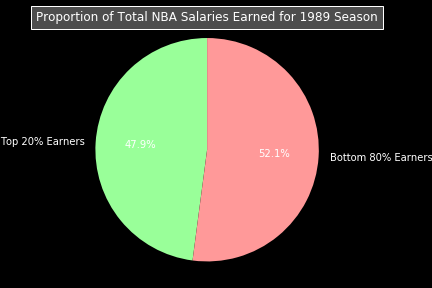 Proportion of Total NBA Salaries Earned for 1989 Season
Top 20% Earners
47.9%
52.1%
Bottom 80% Earners